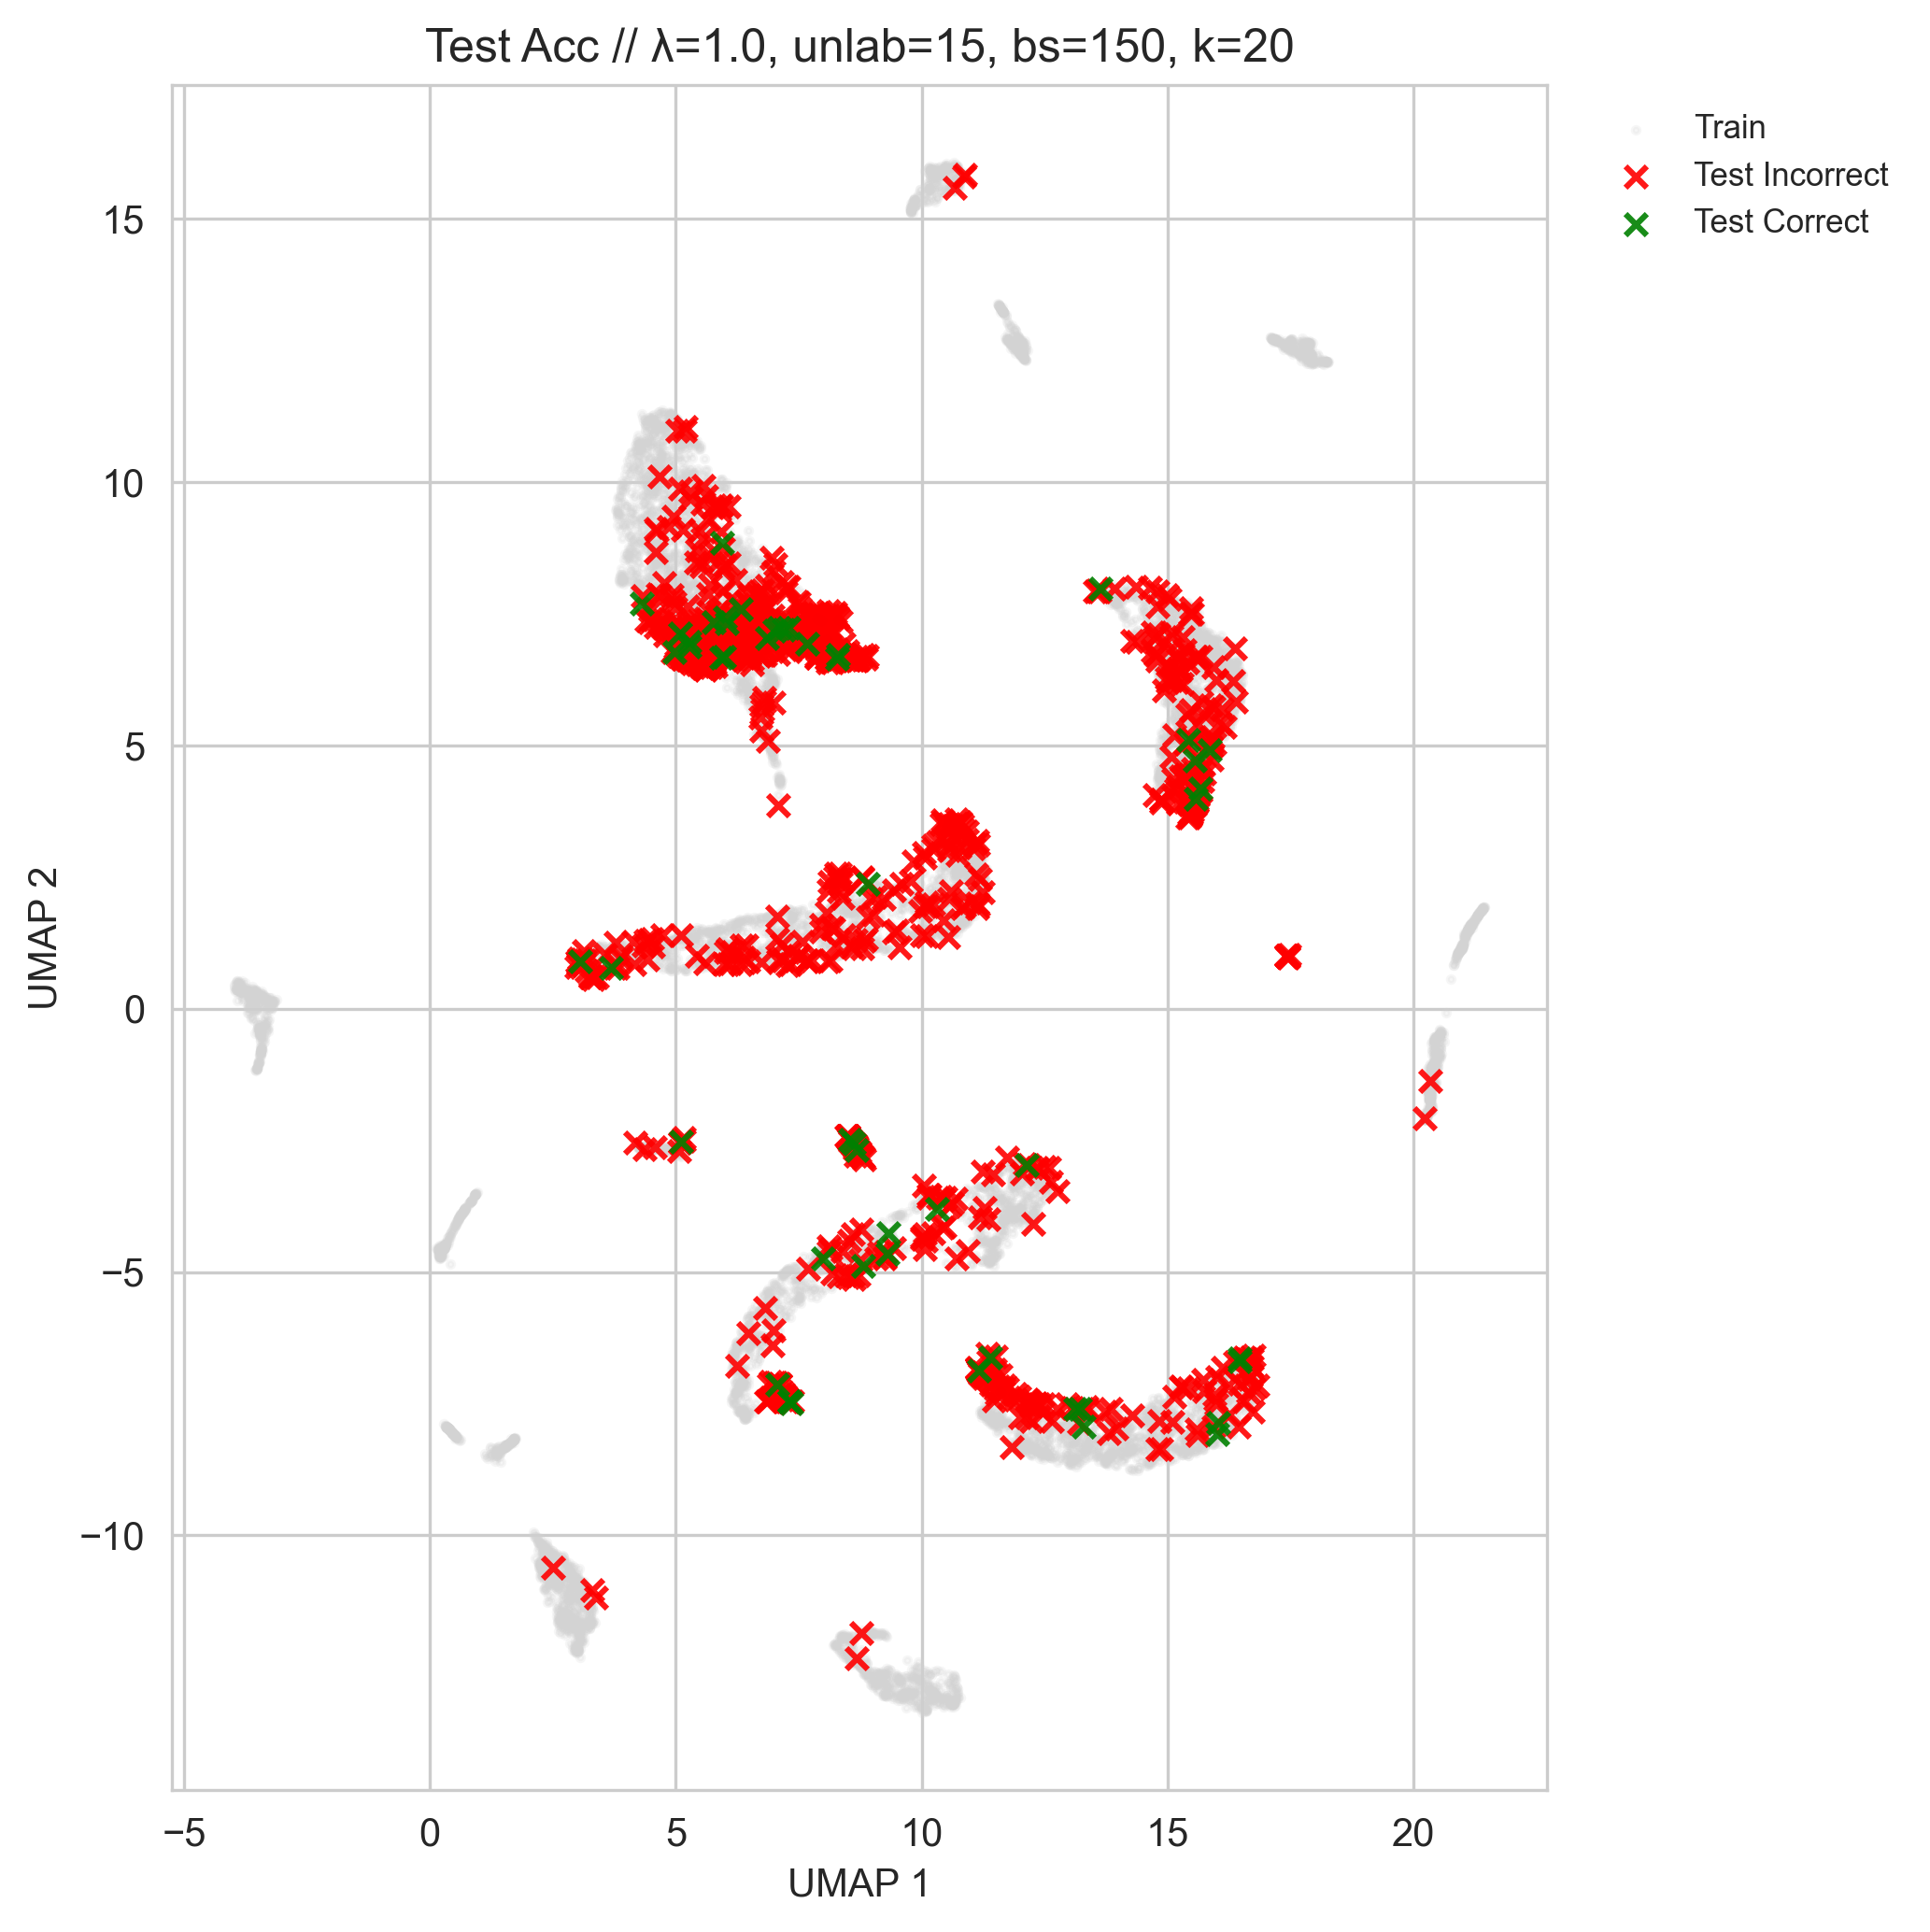 Test Acc // λ=1.0, unlab=15, bs=150, k=20
Train
Test Incorrect
Test Correct
15
10
5
0
−5
−10
UMAP 2
−5 0 5 10 15 20
UMAP 1